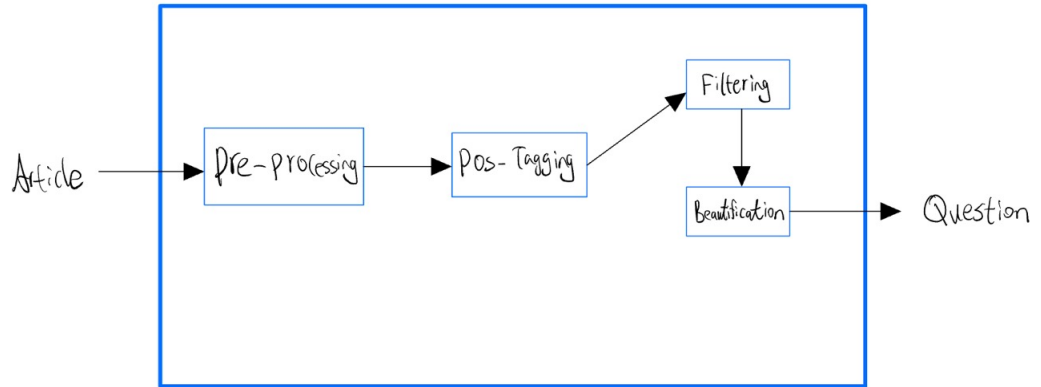 Article
Pre-processing
Pos-Tagging
Filtering
Beautification
Question